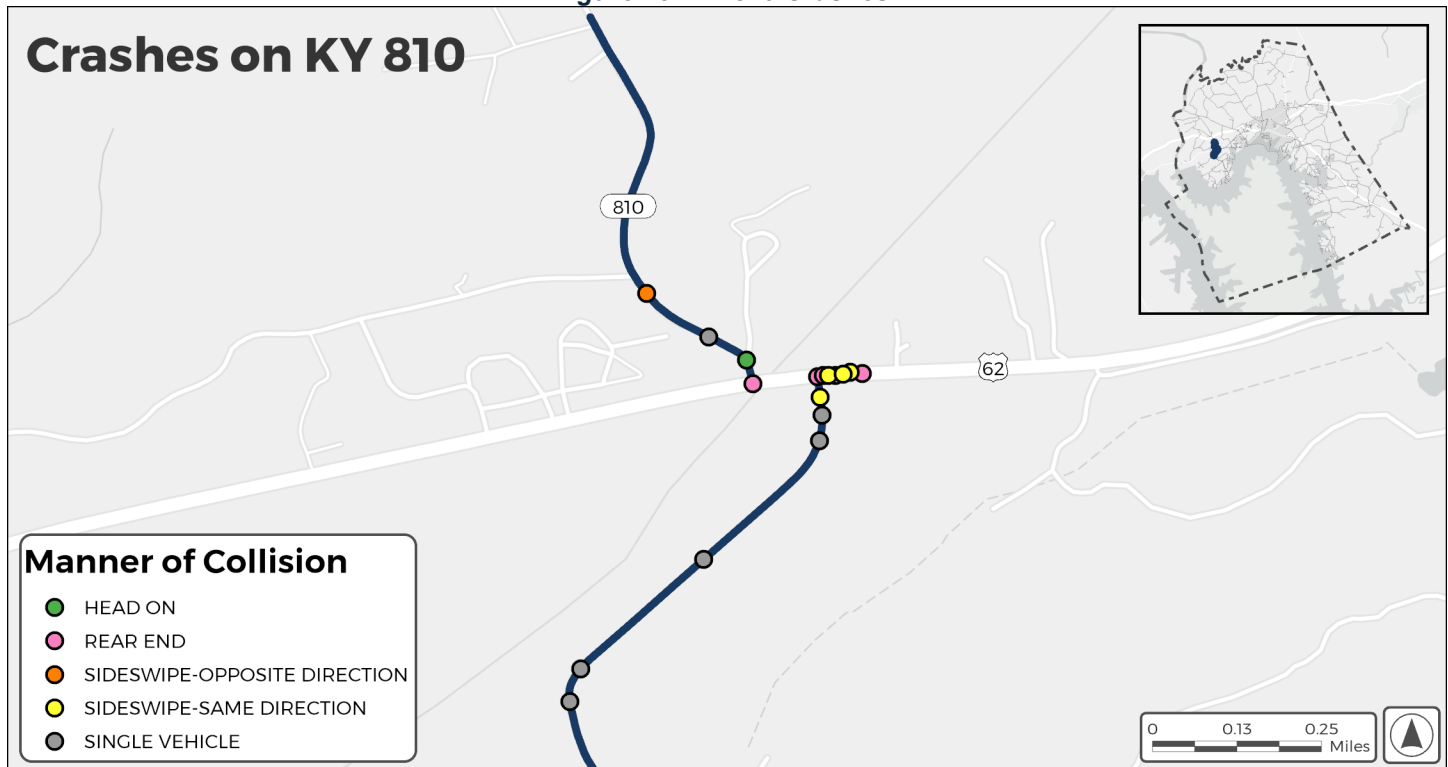 Crashes on KY 810
810
62
Manner of Collision
HEAD ON
REAR END
SIDESWIPE-OPPOSITE DIRECTION
SIDESWIPE-SAME DIRECTION
SINGLE VEHICLE
0 0.13 0.25
Miles